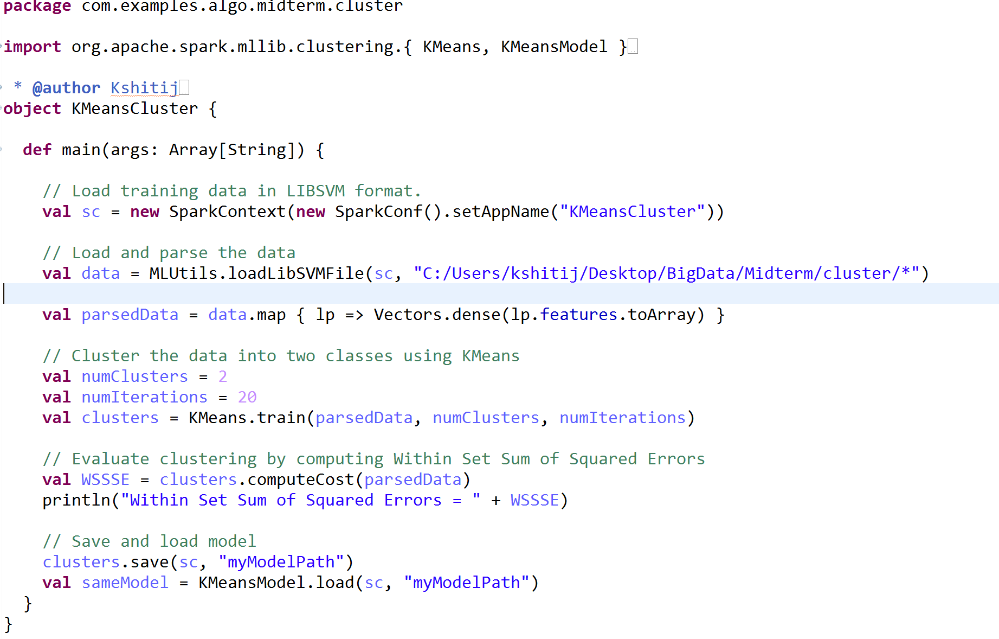 package com.examples.algo.midterm.cluster
import org.apache.spark.mllib.clustering.{ KMeans, KMeansModel }
* @author Kshitij
object KMeansCluster {
def main(args: Array[String]) {
// Load training data in LIBSVM format.
val sc = new SparkContext(new SparkConf().setAppName("KMeansCluster"))
// Load and parse the data
val data = MLUtils.loadLibSVMFile(sc, "C:/Users/kshitij/Desktop/BigData/Midterm/cluster/*")
val parsedData = data.map { lp => Vectors.dense(lp.features.toArray) }
// Cluster the data into two classes using KMeans
val numClusters = 2
val numIterations = 20
val clusters = KMeans.train(parsedData, numClusters, numIterations)
// Evaluate clustering by computing Within Set Sum of Squared Errors
val WSSSE = clusters.computeCost(parsedData)
println("Within Set Sum of Squared Errors = " + WSSSE)
// Save and load model
clusters.save(sc, "myModelPath")
val sameModel = KMeansModel.load(sc, "myModelPath")
}
}